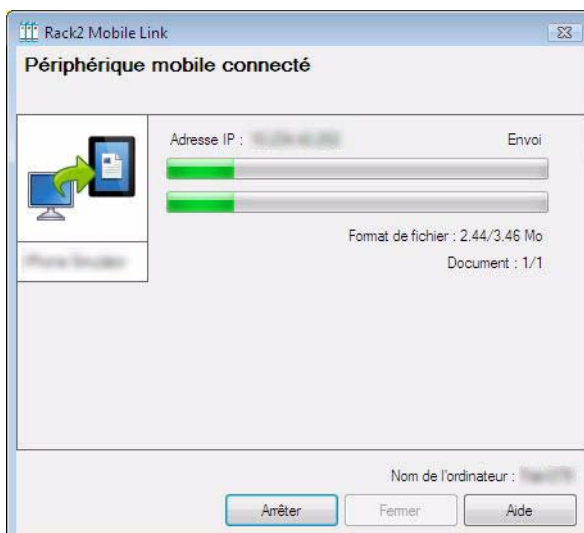 Rack2 Mobile Link
Périphérique mobile connecté
Adresse IP :
Envoi
Format de fichier : 2.44/3.46 Mo
Document : 1/1
Nom de l'ordinateur :
Arrêter
Fermer
Aide